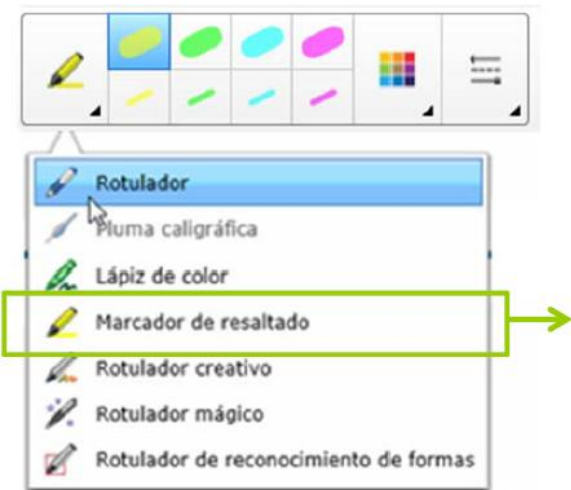 Rotulador
Pluma caligráfica
Lápiz de color
Marcador de resaltado
Rotulador creativo
Rotulador mágico
Rotulador de reconocimiento de formas